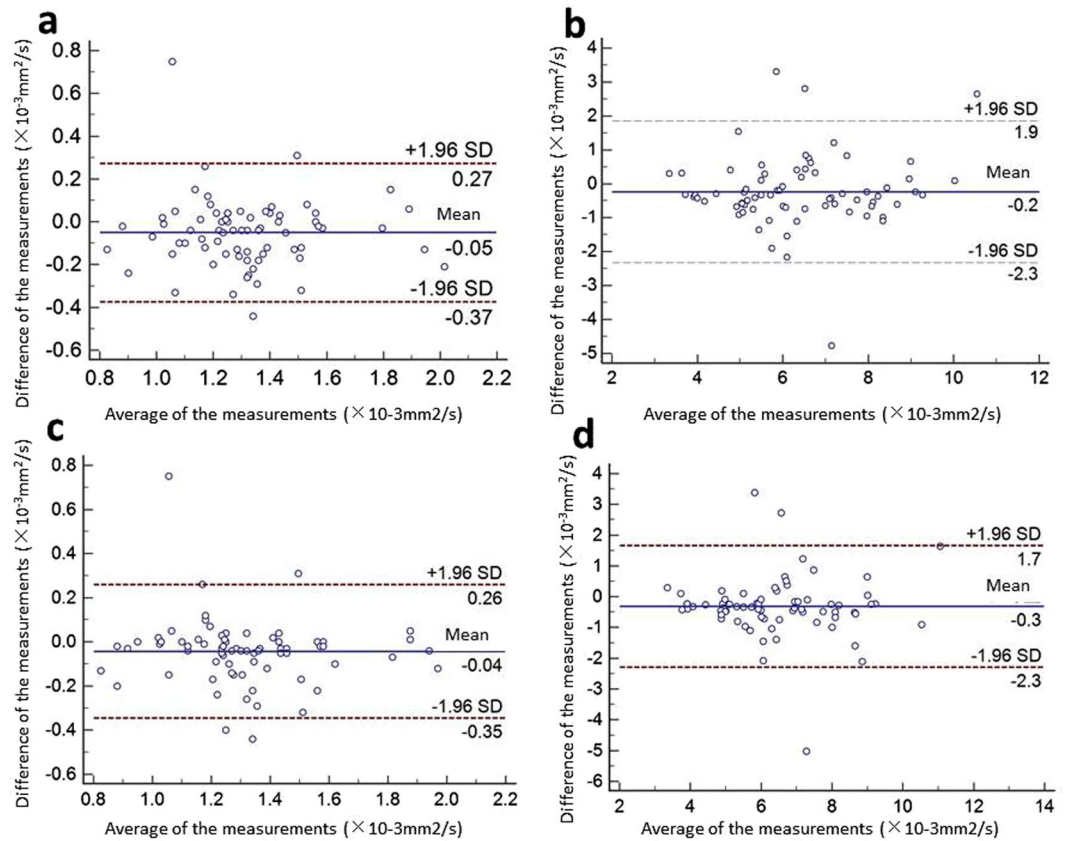 a
Difference of the measurements (×10⁻³mm²/s)
0.8
0.6
0.4
0.2
0.0
-0.2
-0.4
-0.6
+1.96 SD
0.27
Mean
-0.05
-1.96 SD
-0.37
0.8 1.0 1.2 1.4 1.6 1.8 2.0 2.2
Average of the measurements (×10-3mm2/s)
b
Difference of the measurements (×10⁻³mm²/s)
4
3
2
1
0
-1
-2
-3
-4
-5
+1.96 SD
1.9
Mean
-0.2
-1.96 SD
-2.3
2 4 6 8 10 12
Average of the measurements (×10-3mm2/s)
c
Difference of the measurements (×10⁻³mm²/s)
0.8
0.6
0.4
0.2
0.0
-0.2
-0.4
-0.6
+1.96 SD
0.26
Mean
-0.04
-1.96 SD
-0.35
0.8 1.0 1.2 1.4 1.6 1.8 2.0 2.2
Average of the measurements (×10-3mm2/s)
d
Difference of the measurements (×10⁻³mm²/s)
4
3
2
1
0
-1
-2
-3
-4
-5
-6
+1.96 SD
1.7
Mean
-0.3
-1.96 SD
-2.3
2 4 6 8 10 12 14
Average of the measurements (×10-3mm2/s)